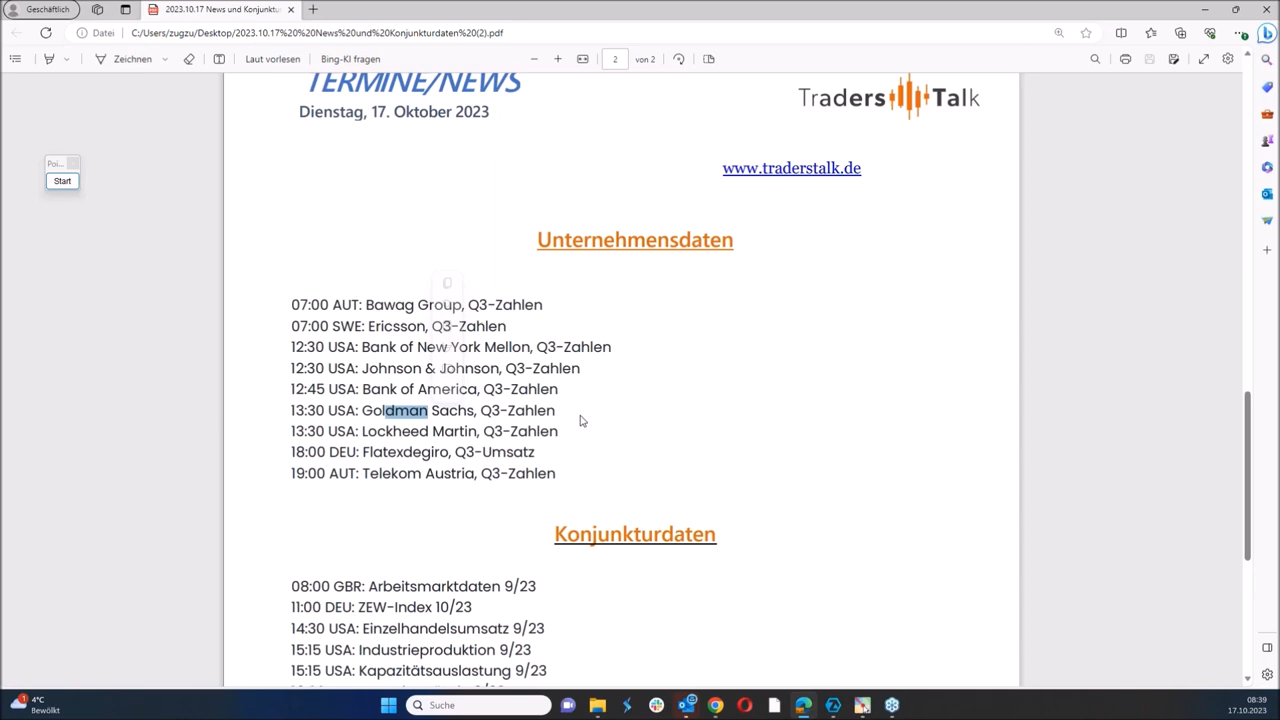 Geschäftlich
2023.10.17 News und Konjunktur
Datei
C:/Users/zugzu/Desktop/2023.10.17%20%20News%20und%20Konjunkturdaten%20(2).pdf
Zeichnen
Laut vorlesen
Bing-KI fragen
2
von 2
TERMINE/NEWS
Dienstag, 17. Oktober 2023
Traders Talk
Poi...
Start
www.traderstalk.de
Unternehmensdaten
07:00 AUT: Bawag Group, Q3-Zahlen
07:00 SWE: Ericsson, Q3-Zahlen
12:30 USA: Bank of New York Mellon, Q3-Zahlen
12:30 USA: Johnson & Johnson, Q3-Zahlen
12:45 USA: Bank of America, Q3-Zahlen
13:30 USA: Goldman Sachs, Q3-Zahlen
13:30 USA: Lockheed Martin, Q3-Zahlen
18:00 DEU: Flatexdegiro, Q3-Umsatz
19:00 AUT: Telekom Austria, Q3-Zahlen
Konjunkturdaten
08:00 GBR: Arbeitsmarktdaten 9/23
11:00 DEU: ZEW-Index 10/23
14:30 USA: Einzelhandelsumsatz 9/23
15:15 USA: Industrieproduktion 9/23
15:15 USA: Kapazitätsauslastung 9/23
1
4°C
Bewölkt
Suche
08:39
17.10.2023